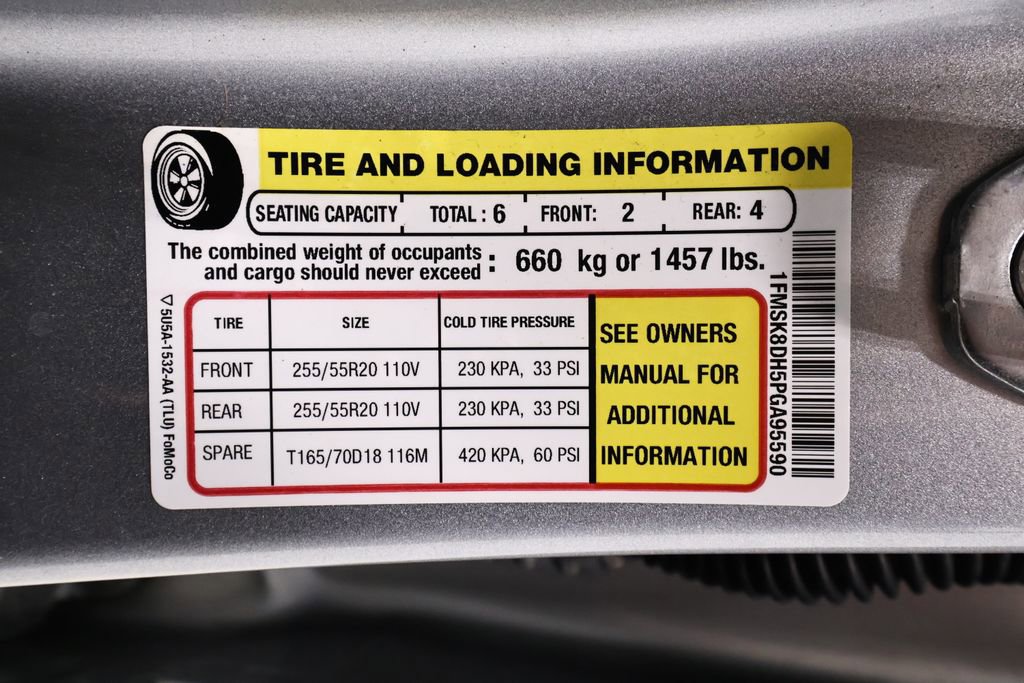 TIRE AND LOADING INFORMATION
SEATING CAPACITY TOTAL : 6 FRONT: 2 REAR: 4
The combined weight of occupants
and cargo should never exceed : 660 kg or 1457 lbs.
TIRE SIZE COLD TIRE PRESSURE
FRONT 255/55R20 110V 230 KPA, 33 PSI
REAR 255/55R20 110V 230 KPA, 33 PSI
SPARE T165/70D18 116M 420 KPA, 60 PSI
SEE OWNERS
MANUAL FOR
ADDITIONAL
INFORMATION
1FMSK8DH5PGA95590
5U5A-1532-AA (TLU) FoMoCo